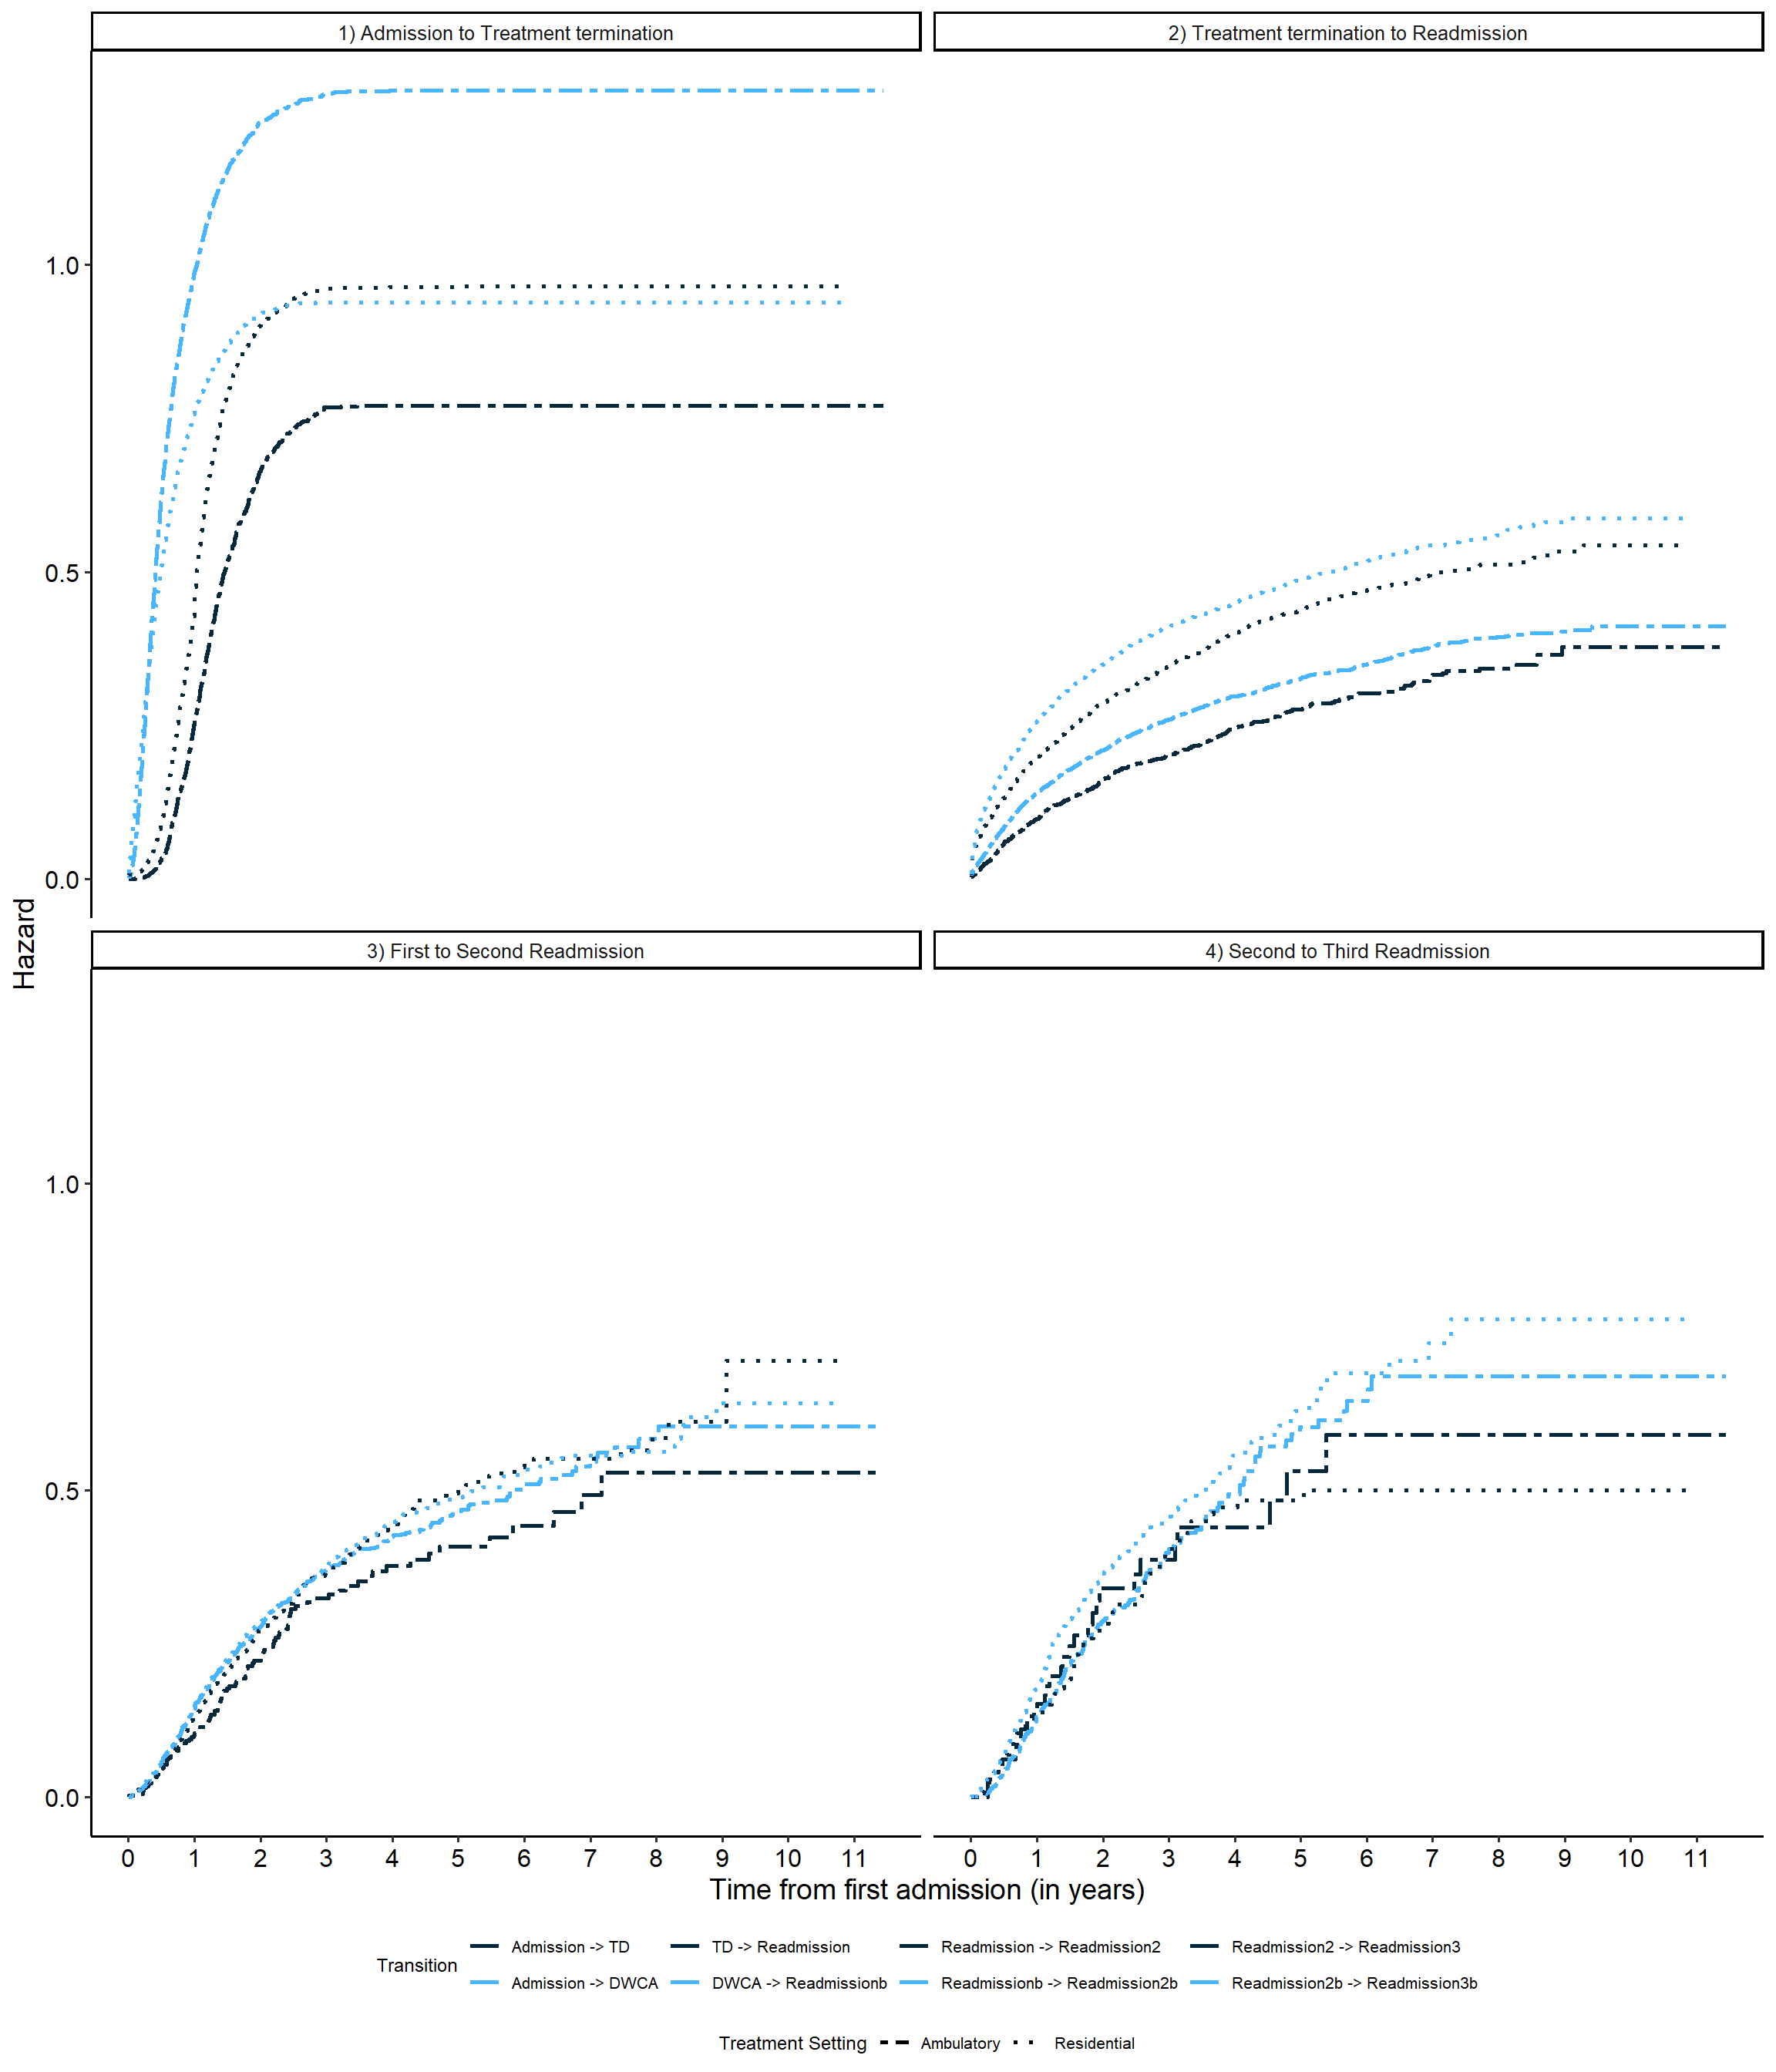 1) Admission to Treatment termination
2) Treatment termination to Readmission
1.0
0.5
0.0
Hazard
3) First to Second Readmission
4) Second to Third Readmission
1.0
0.5
0.0
0 1 2 3 4 5 6 7 8 9 10 11
0 1 2 3 4 5 6 7 8 9 10 11
Time from first admission (in years)
Transition
Admission -> TD
TD -> Readmission
Readmission -> Readmission2
Readmission2 -> Readmission3
Admission -> DWCA
DWCA -> Readmissionb
Readmissionb -> Readmission2b
Readmission2b -> Readmission3b
Treatment Setting
Ambulatory
Residential